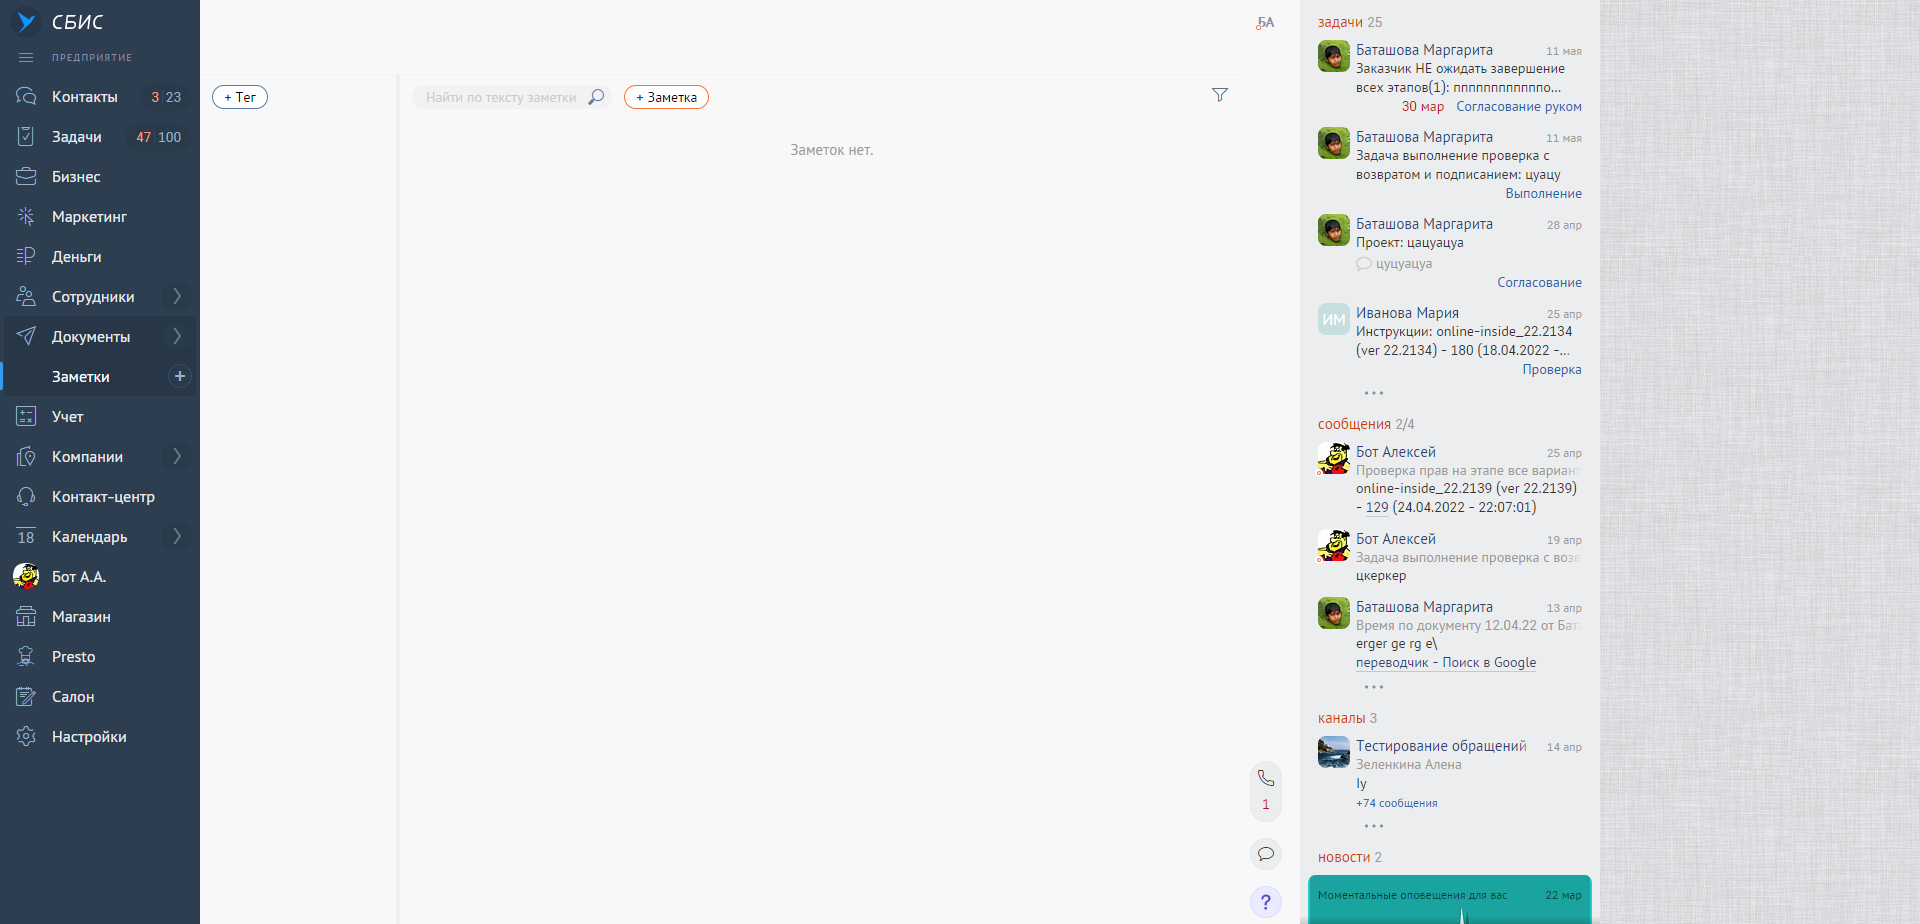 СБИС
ПРЕДПРИЯТИЕ
Контакты 3 23
Задачи 47 100
Бизнес
Маркетинг
Деньги
Сотрудники
Документы
Заметки
Учет
Компании
Контакт-центр
18 Календарь
Бот А.А.
Магазин
Presto
Салон
Настройки
+ Тег
Найти по тексту заметки
+ Заметка
Заметок нет.
БА
1
?
задачи 25
Баташова Маргарита 11 мая
Заказчик НЕ ожидать завершение
всех этапов(1): ппппппппппппо...
30 мар Согласование руком
Баташова Маргарита 11 мая
Задача выполнение проверка с
возвратом и подписанием: цуацу
Выполнение
Баташова Маргарита 28 апр
Проект: цацуацуа
цуцуацуа
Согласование
ИМ Иванова Мария 25 апр
Инструкции: online-inside_22.2134
(ver 22.2134) - 180 (18.04.2022 -...
Проверка
сообщения 2/4
Бот Алексей 25 апр
Проверка прав на этапе все вариант
online-inside_22.2139 (ver 22.2139)
- 129 (24.04.2022 - 22:07:01)
Бот Алексей 19 апр
Задача выполнение проверка с возв
цкеркер
Баташова Маргарита 13 апр
Время по документу 12.04.22 от Бат
erger ge rg e\
переводчик - Поиск в Google
каналы 3
Тестирование обращений 14 апр
Зеленкина Алена
Iy
+74 сообщения
новости 2
Моментальные оповещения для вас 22 мар